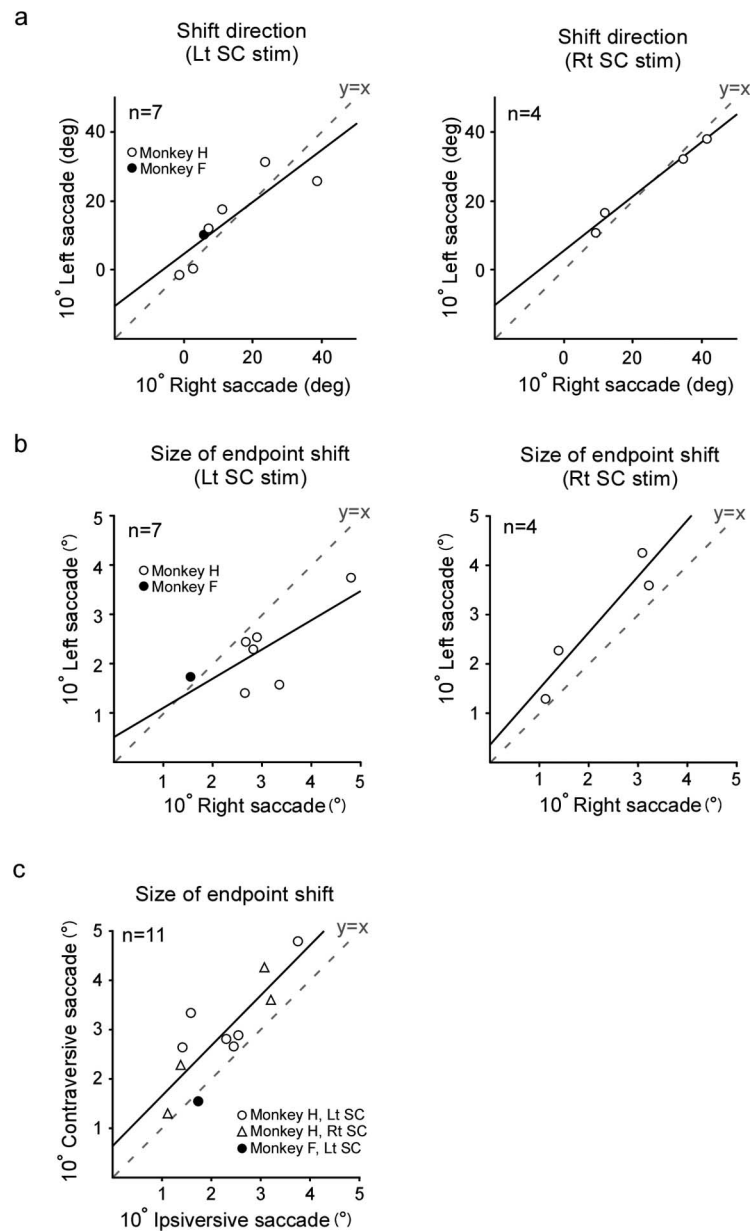 a
Shift direction
(Lt SC stim)
Shift direction
(Rt SC stim)
y=x
n=7
Monkey H
Monkey F
40
20
0
10° Left saccade (deg)
0 20 40
10° Right saccade (deg)
y=x
n=4
40
20
0
10° Left saccade (deg)
0 20 40
10° Right saccade (deg)
b
Size of endpoint shift
(Lt SC stim)
Size of endpoint shift
(Rt SC stim)
y=x
n=7
Monkey H
Monkey F
5
4
3
2
1
10° Left saccade (°)
1 2 3 4 5
10° Right saccade (°)
y=x
n=4
5
4
3
2
1
10° Left saccade (°)
1 2 3 4 5
10° Right saccade (°)
c
Size of endpoint shift
y=x
n=11
5
4
3
2
1
10° Contraversive saccade (°)
Monkey H, Lt SC
Monkey H, Rt SC
Monkey F, Lt SC
1 2 3 4 5
10° Ipsiversive saccade (°)